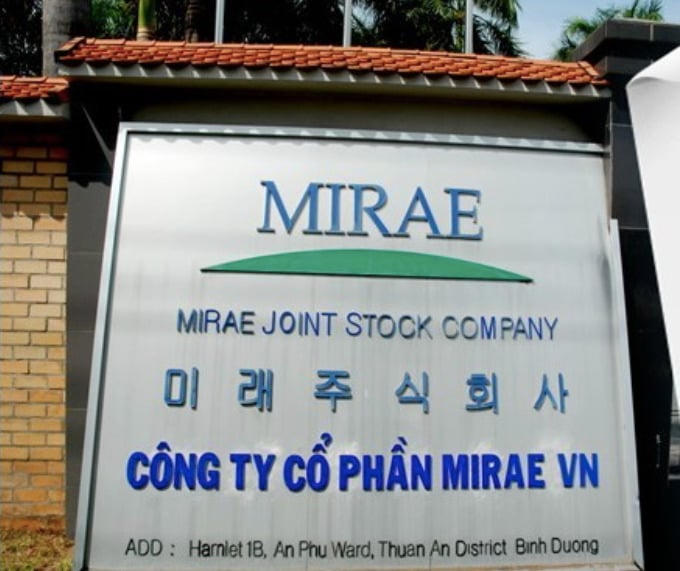 MIRAE
MIRAE JOINT STOCK COMPANY
미래주식회사
CÔNG TY CỔ PHẦN MIRAE VN
ADD : Hamlet 1B, An Phu Ward, Thuan An District Binh Duong